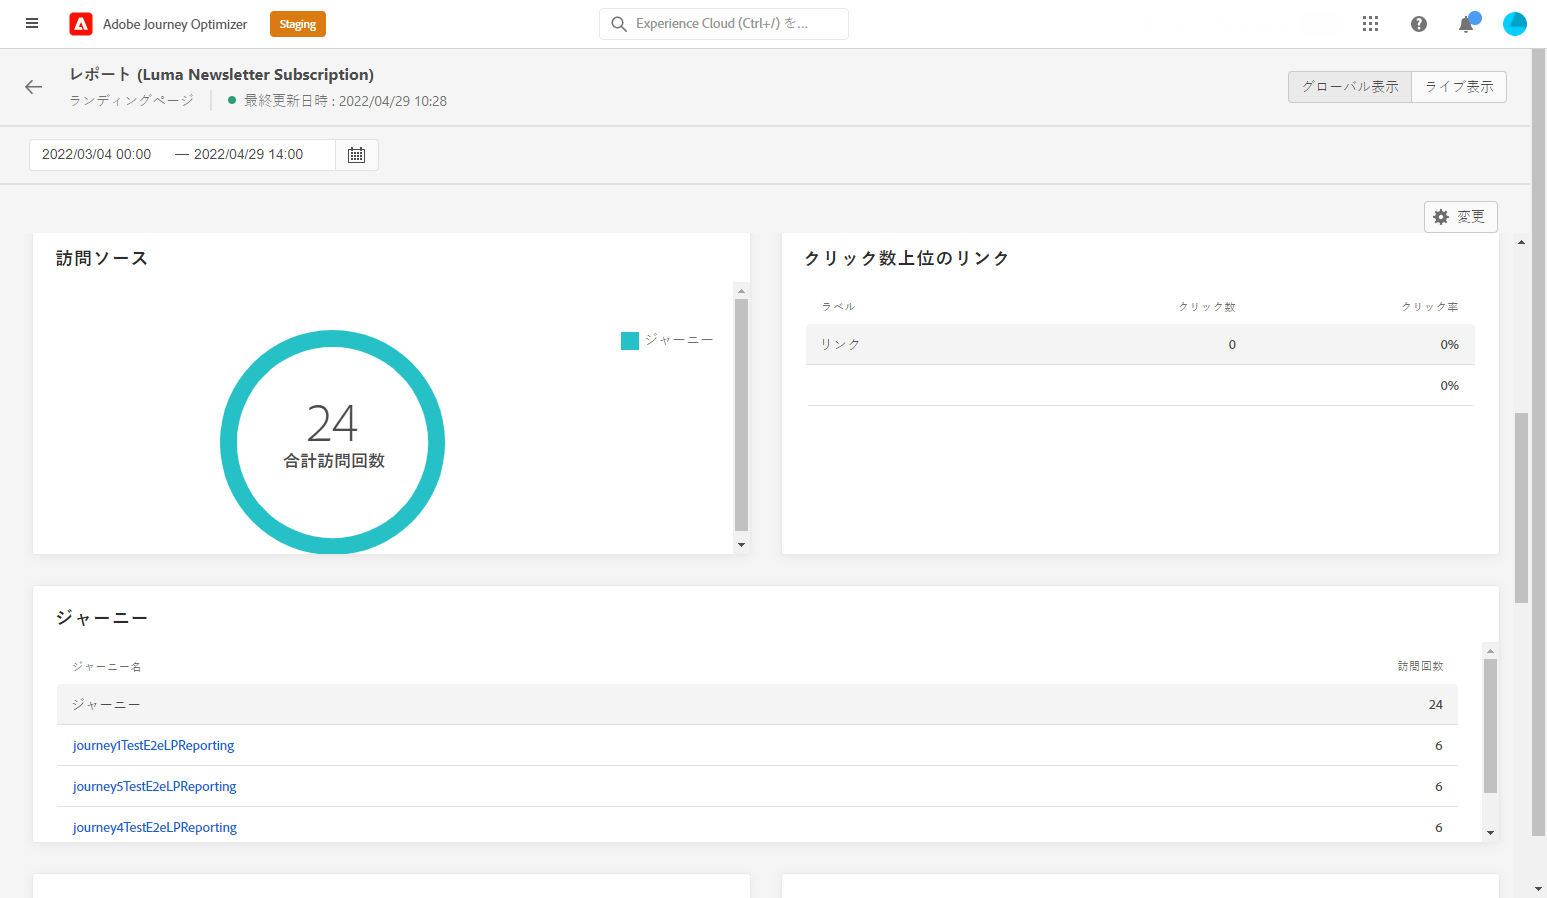 Adobe Journey Optimizer
Staging
Experience Cloud (Ctrl+/) を...
レポート (Luma Newsletter Subscription)
ランディングページ
最終更新日時 : 2022/04/29 10:28
グローバル表示
ライブ表示
2022/03/04 00:00 — 2022/04/29 14:00
変更
訪問ソース
ジャーニー
24
合計訪問回数
クリック数上位のリンク
ラベル クリック数 クリック率
リンク 0 0%
0%
ジャーニー
ジャーニー名 訪問回数
ジャーニー 24
journey1TestE2eLPReporting 6
journey5TestE2eLPReporting 6
journey4TestE2eLPReporting 6